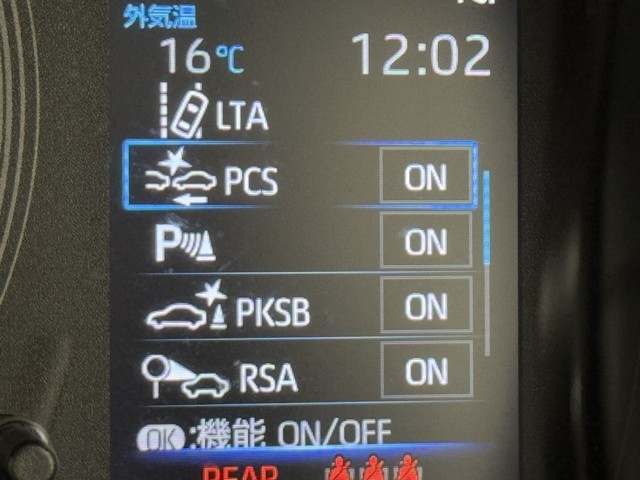 外気温
16℃ 12:02
LTA
PCS ON
P ON
PKSB ON
RSA ON
OK :機能 ON/OFF
REAR